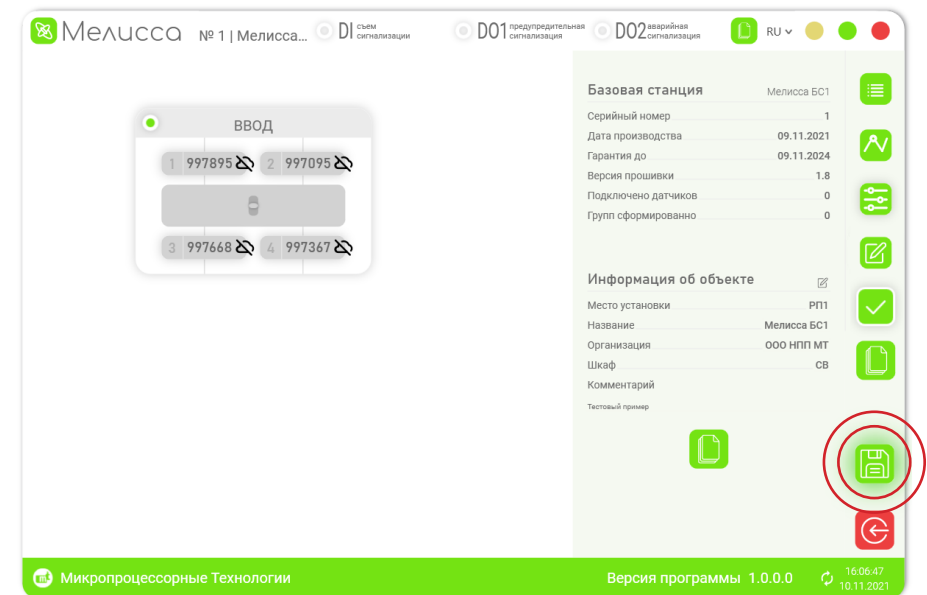 Мелисса № 1 | Мелисса... DI съем сигнализации DO1 предупредительная сигнализация DO2 аварийная сигнализация RU
ВВОД
1 997895 2 997095
3 997668 4 997367
Базовая станция Мелисса БС1
Серийный номер 1
Дата производства 09.11.2021
Гарантия до 09.11.2024
Версия прошивки 1.8
Подключено датчиков 0
Групп сформированно 0
Информация об объекте
Место установки РП1
Название Мелисса БС1
Организация ООО НПП МТ
Шкаф СВ
Комментарий
Тестовый пример
Микропроцессорные Технологии Версия программы 1.0.0.0 16:06:47
10.11.2021